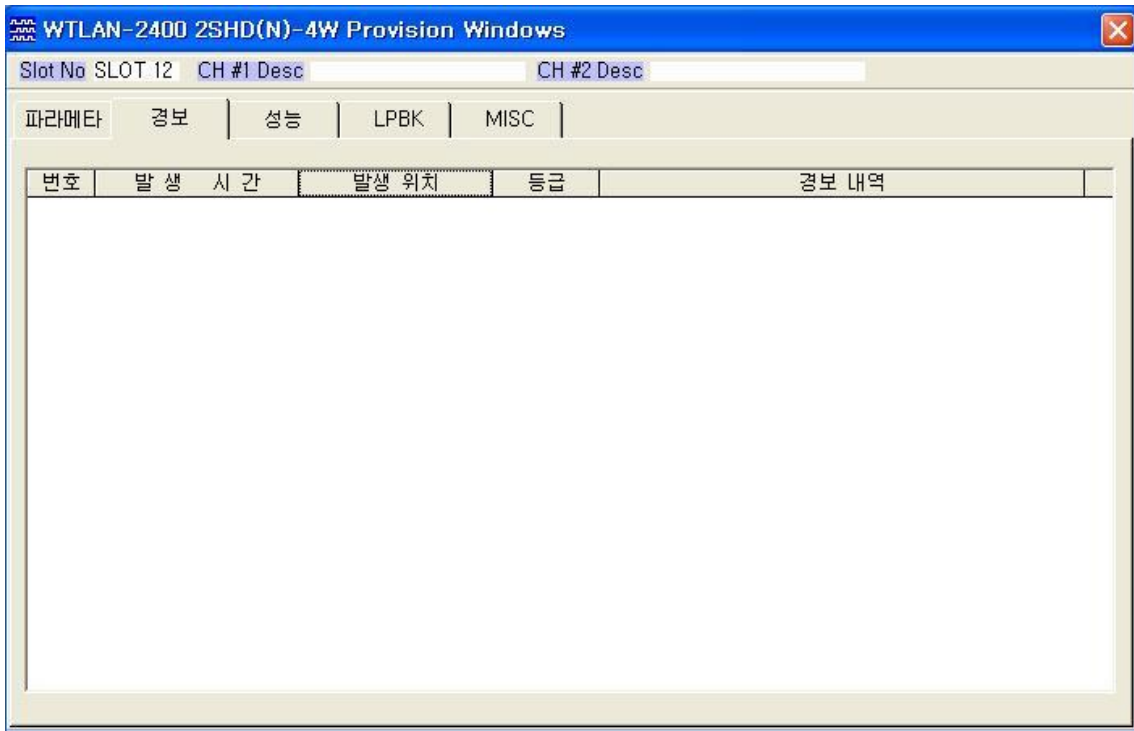 WTLAN-2400 2SHD(N)-4W Provision Windows
Slot No SLOT 12 CH #1 Desc CH #2 Desc
파라메타 경보 성능 LPBK MISC
번호 발 생 시 간 발생 위치 등급 경보 내역